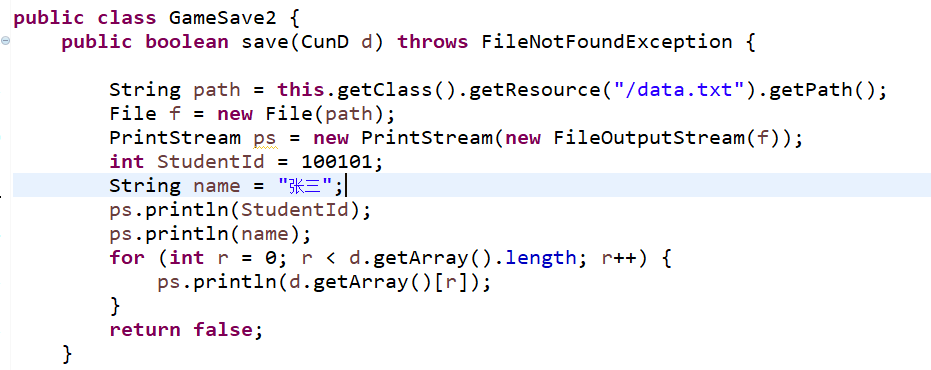 public class GameSave2 {
public boolean save(CunD d) throws FileNotFoundException {
String path = this.getClass().getResource("/data.txt").getPath();
File f = new File(path);
PrintStream ps = new PrintStream(new FileOutputStream(f));
int StudentId = 100101;
String name = "张三";
ps.println(StudentId);
ps.println(name);
for (int r = 0; r < d.getArray().length; r++) {
ps.println(d.getArray()[r]);
}
return false;
}